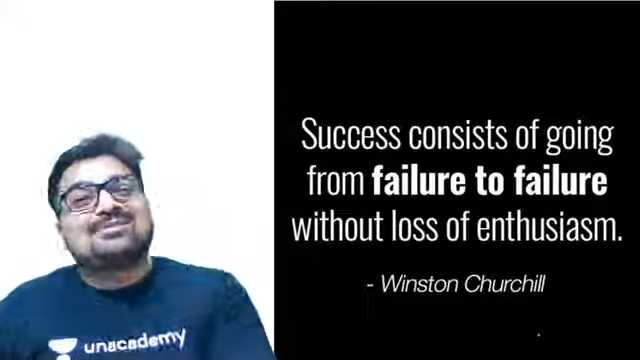 Success consists of going
from failure to failure
without loss of enthusiasm.
- Winston Churchill
unacademy